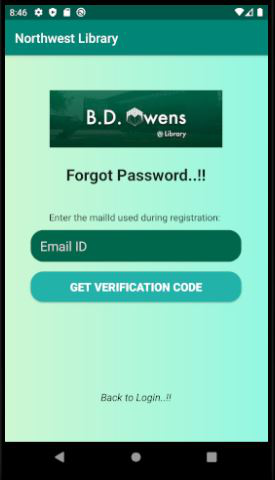 8:46
Northwest Library
B.D. Owens
@ Library
Forgot Password..!!
Enter the mailId used during registration:
Email ID
GET VERIFICATION CODE
Back to Login..!!